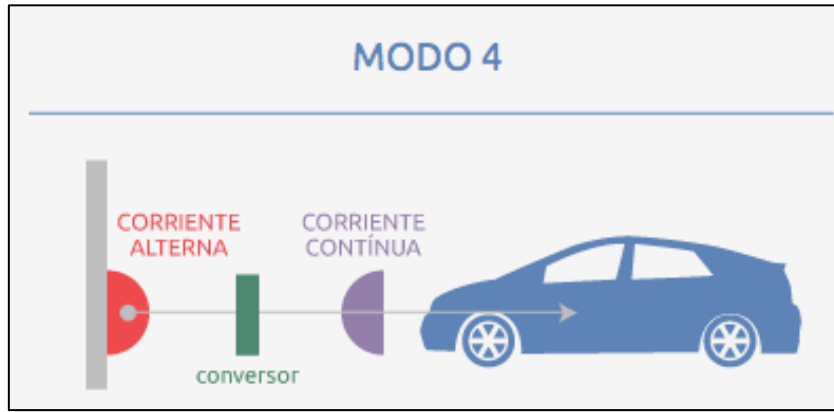 MODO 4
CORRIENTE
ALTERNA
CORRIENTE
CONTÍNUA
conversor